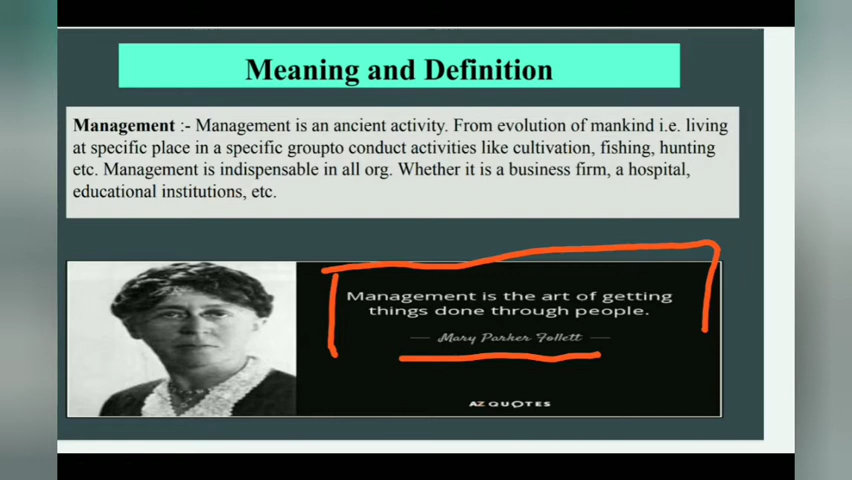 Meaning and Definition
Management :- Management is an ancient activity. From evolution of mankind i.e. living
at specific place in a specific groupto conduct activities like cultivation, fishing, hunting
etc. Management is indispensable in all org. Whether it is a business firm, a hospital,
educational institutions, etc.
Management is the art of getting
things done through people.
— Mary Parker Follett —
AZ QUOTES